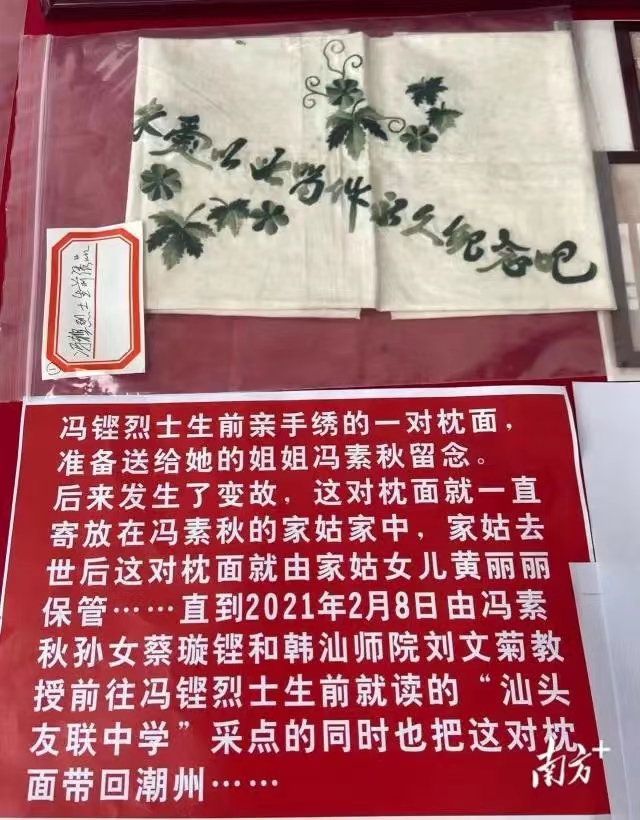 爱以此
件永久纪念吧
冯铿烈士生前
冯铿烈士生前亲手绣的一对枕面，
准备送给她的姐姐冯素秋留念。
后来发生了变故，这对枕面就一直
寄放在冯素秋的家姑家中，家姑去
世后这对枕面就由家姑女儿黄丽丽
保管……直到2021年2月8日由冯素
秋孙女蔡璇铿和韩汕师院刘文菊教
授前往冯铿烈士生前就读的“汕头
友联中学”采点的同时也把这对枕
面带回潮州……
南方+